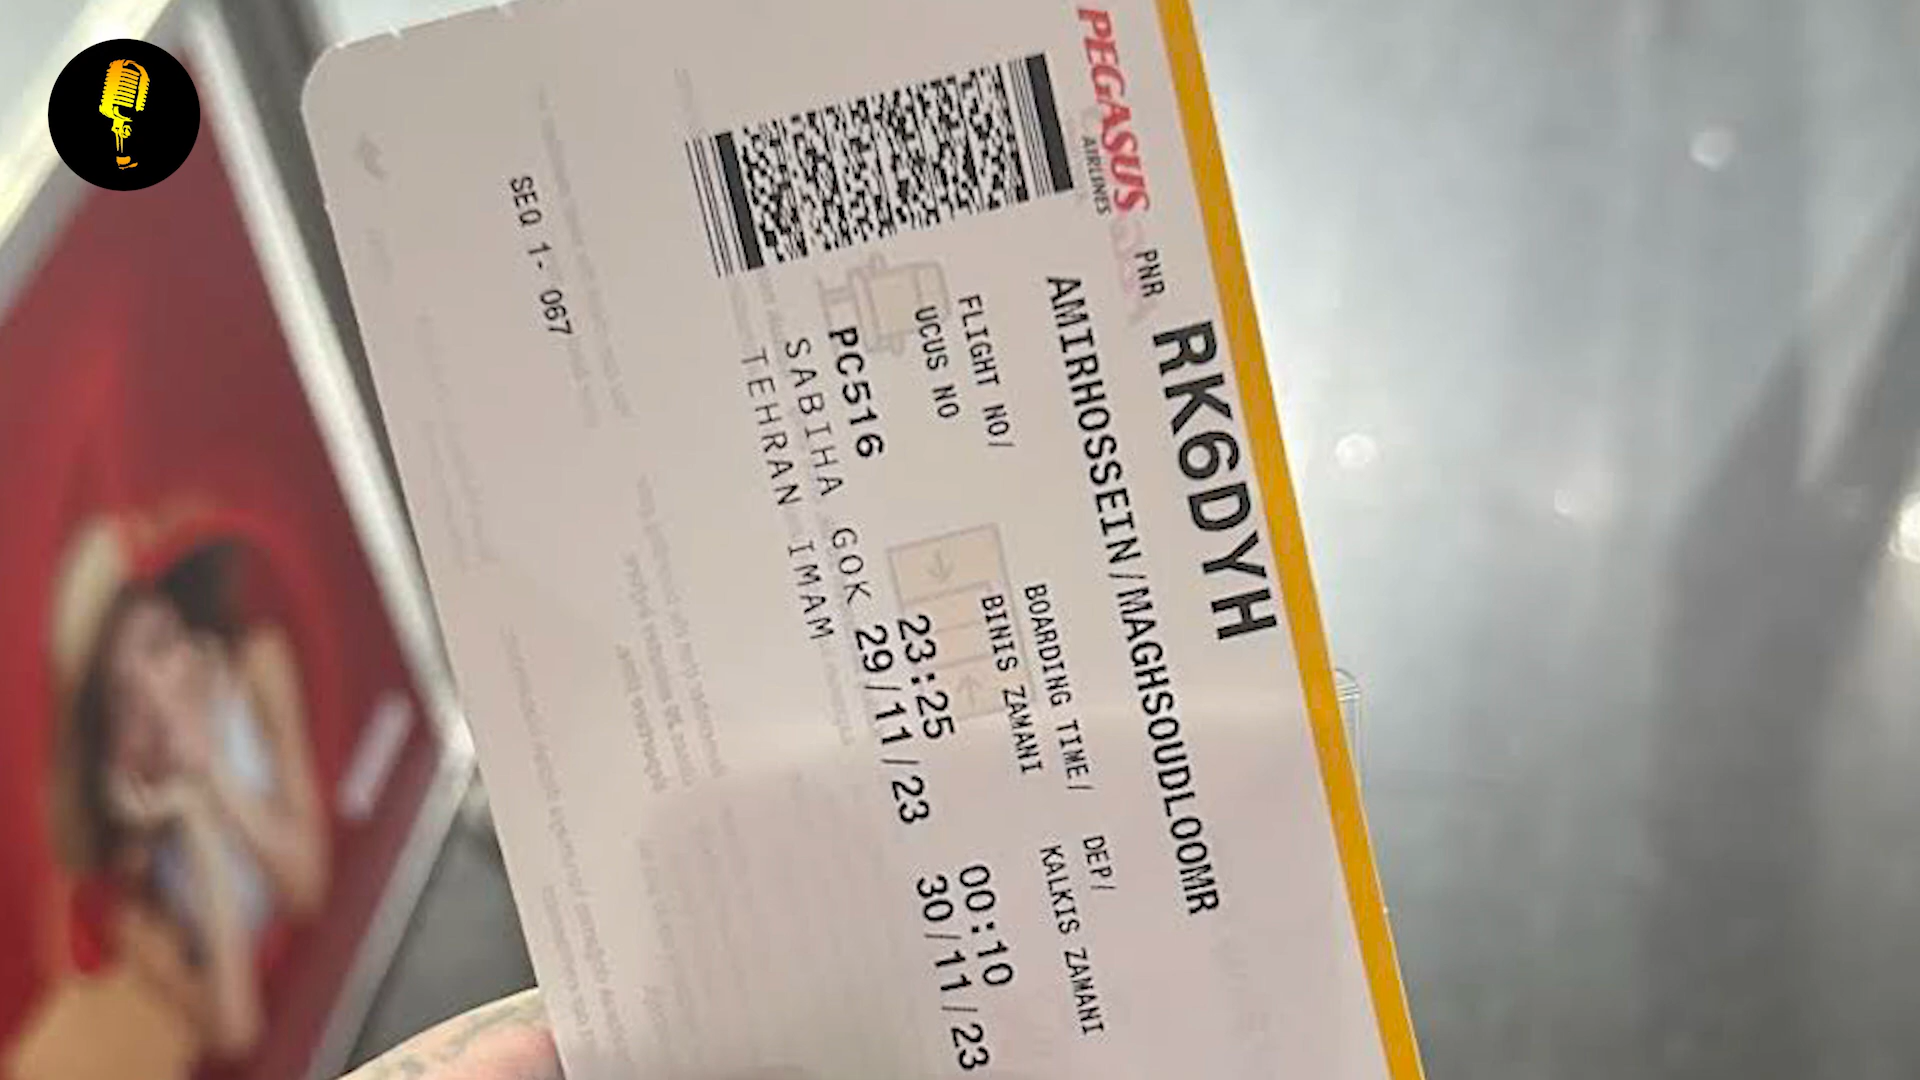 PEGASUS
AIRLINES
PNR RK6DYH
AMIRHOSSEIN/MAGHSOUDLOOMR
FLIGHT NO/ BOARDING TIME/ DEP/
UCUS NO BINIS ZAMANI KALKIS ZAMANI
PC516 23:25 00:10
SABIHA GOK 29/11/23 30/11/23
TEHRAN IMAM
SEQ 1- 067